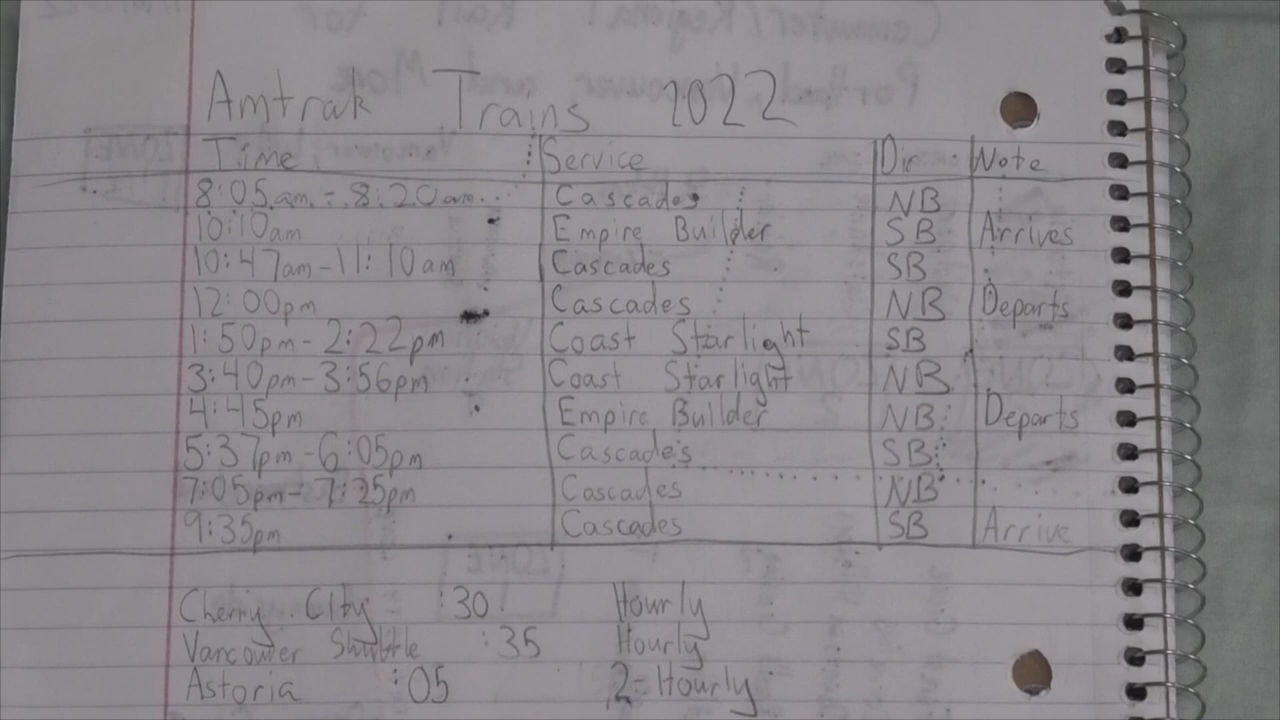 Amtrak Trains 2022
Time Service Dir Note
8:05am - 8:20am Cascades NB
10:10am Empire Builder SB Arrives
10:47am-11:10am Cascades SB
12:00pm Cascades NB Departs
1:50pm-2:22pm Coast Starlight SB
3:40pm-3:56pm Coast Starlight NB
4:45pm Empire Builder NB Departs
5:37pm-6:05pm Cascades SB
7:05pm-7:25pm Cascades NB
9:35pm Cascades SB Arrive
Cherry City :30 Hourly
Vancouver Shuttle :35 Hourly
Astoria :05 2-Hourly